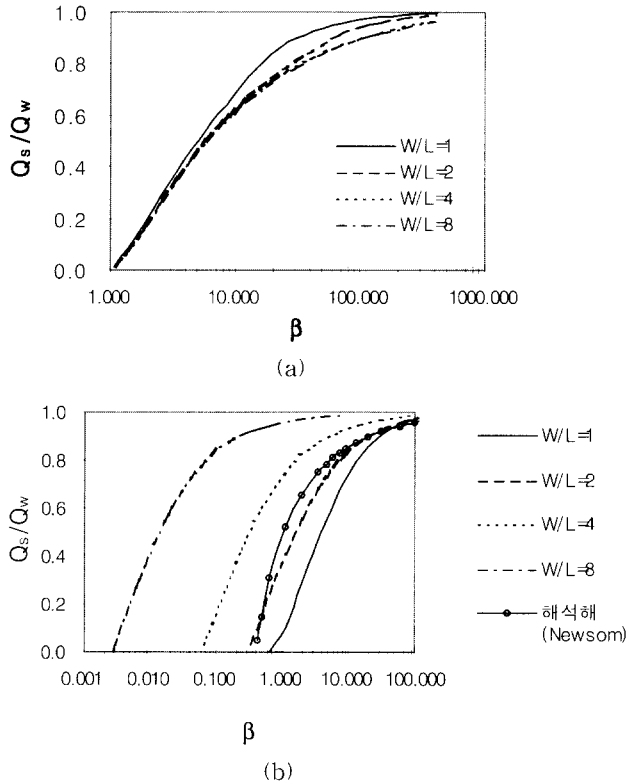 1.0
0.8
0.6
0.4
0.2
0.0
Qs/Qw
W/L=1
W/L=2
W/L=4
W/L=8
1.000
10.000
100.000
1000.000
β
(a)
1.0
0.8
0.6
0.4
0.2
0.0
Qs/Qw
0.001
0.010
0.100
1.000
10.000
100.000
β
W/L=1
W/L=2
W/L=4
W/L=8
해석해
(Newsom)
(b)